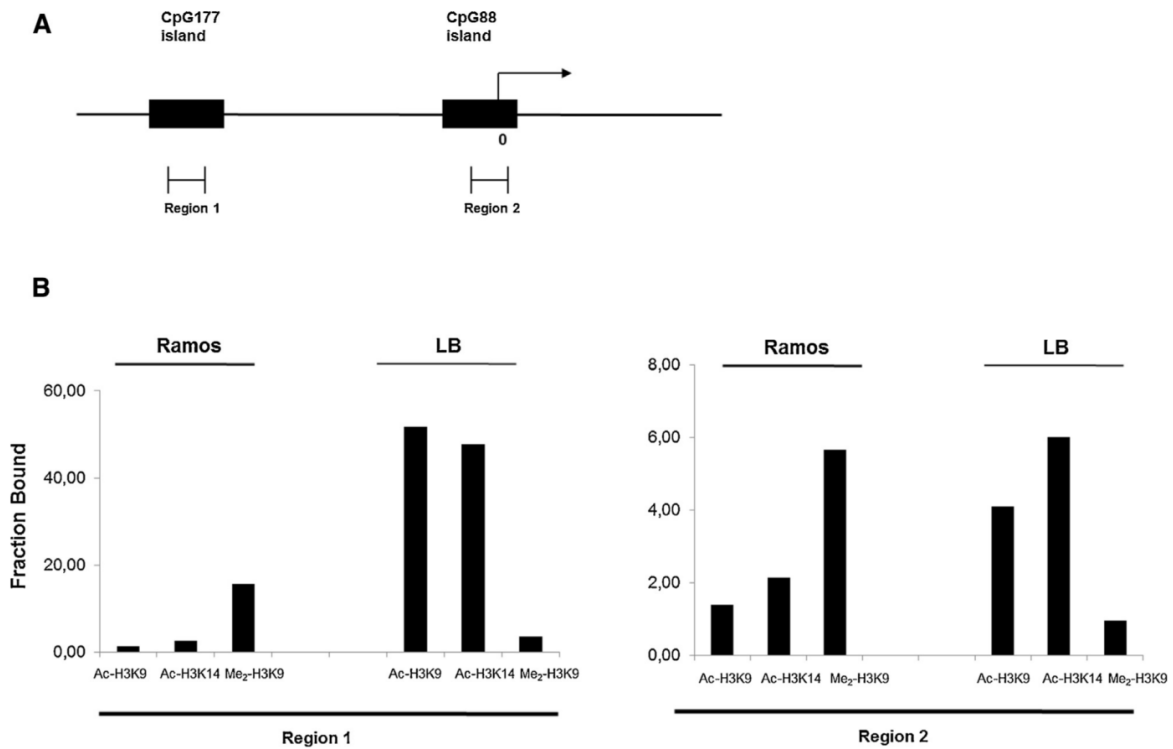 A
CpG177
island
CpG88
island
0
Region 1
Region 2
B
Ramos
LB
60,00
40,00
20,00
0,00
Fraction Bound
Ac-H3K9 Ac-H3K14 Me₂-H3K9
Ac-H3K9 Ac-H3K14 Me₂-H3K9
Region 1
Ramos
LB
8,00
6,00
4,00
2,00
0,00
Ac-H3K9 Ac-H3K14 Me₂-H3K9
Ac-H3K9 Ac-H3K14 Me₂-H3K9
Region 2